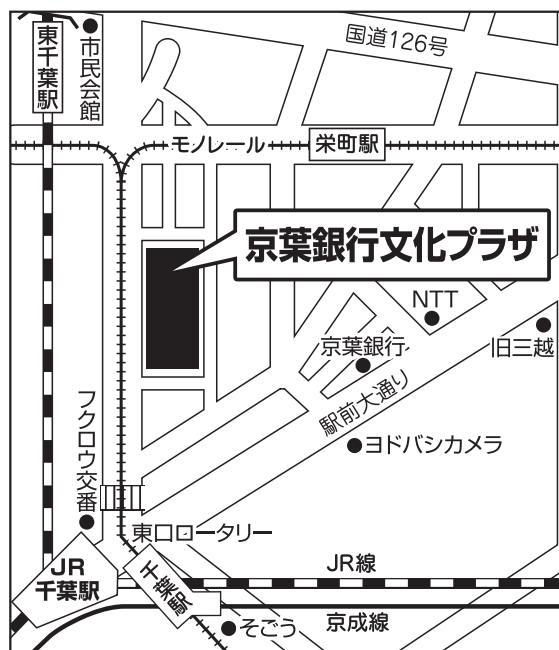 国道126号
東千葉駅
市民会館
モノレール
栄町駅
京葉銀行文化プラザ
NTT
旧三越
京葉銀行
駅前大通り
ヨドバシカメラ
フクロウ交番
東口ロータリー
JR
千葉駅
千葉駅
JR線
京成線
そごう